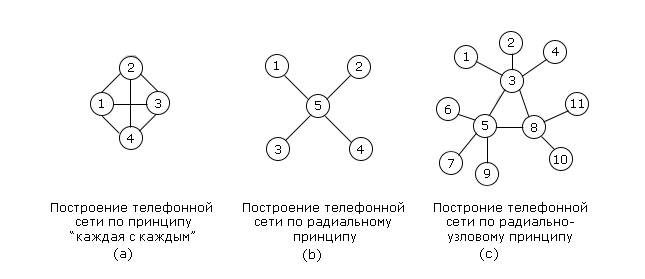 2
1
3
4
1
2
5
3
4
1
2
4
3
6
5
8
11
7
9
10
Построение телефонной
сети по принципу
“каждая с каждым”
(a)
Построение телефонной
сети по радиальному
принципу
(b)
Построние телефонной
сети по радиально-
узловому принципу
(c)